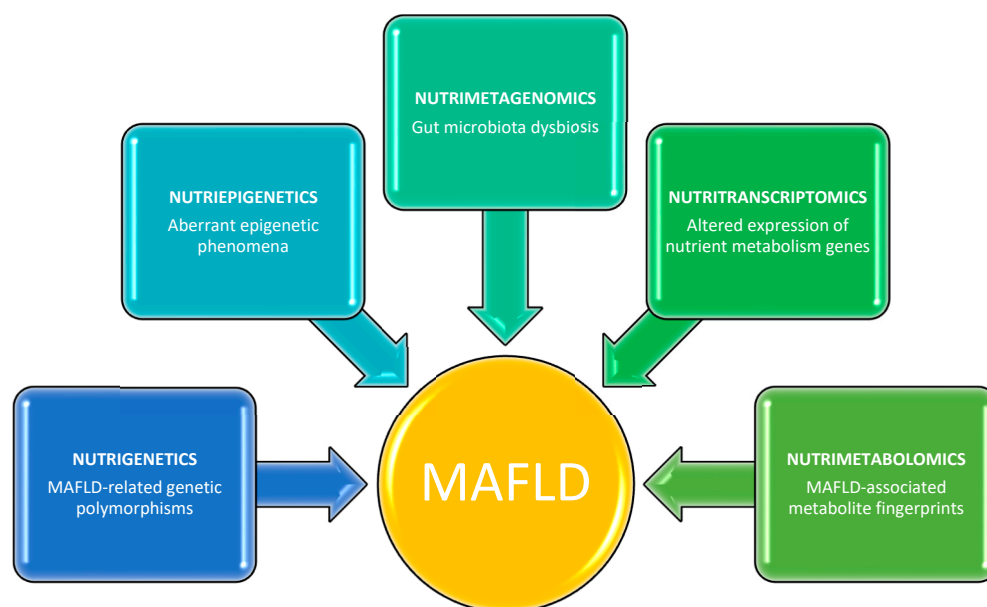 NUTRIMETAGENOMICS
Gut microbiota dysbiosis
NUTRIEPIGENETICS
Aberrant epigenetic
phenomena
NUTRITRANSCRIPTOMICS
Altered expression of
nutrient metabolism genes
NUTRIGENETICS
MAFLD-related genetic
polymorphisms
MAFLD
NUTRIMETABOLOMICS
MAFLD-associated
metabolite fingerprints